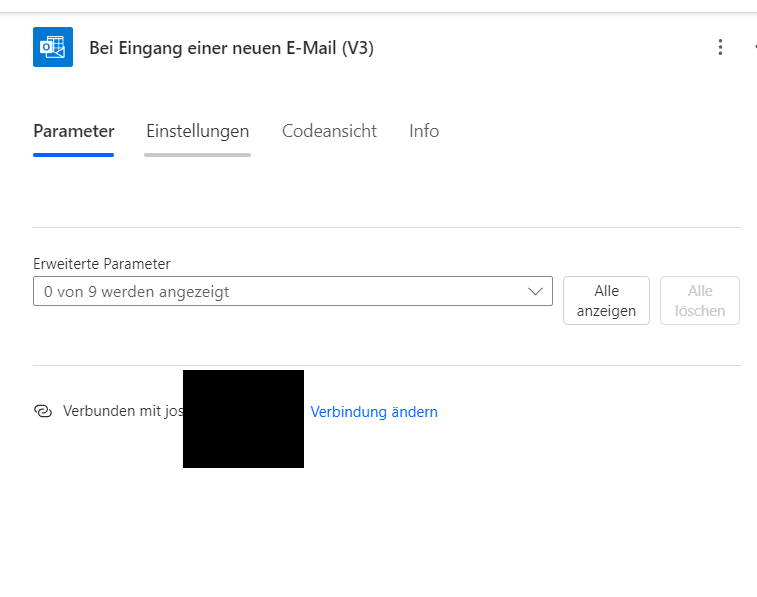 Bei Eingang einer neuen E-Mail (V3)
Parameter Einstellungen Codeansicht Info
Erweiterte Parameter
0 von 9 werden angezeigt
Alle
anzeigen
Alle
löschen
Verbunden mit jos
Verbindung ändern